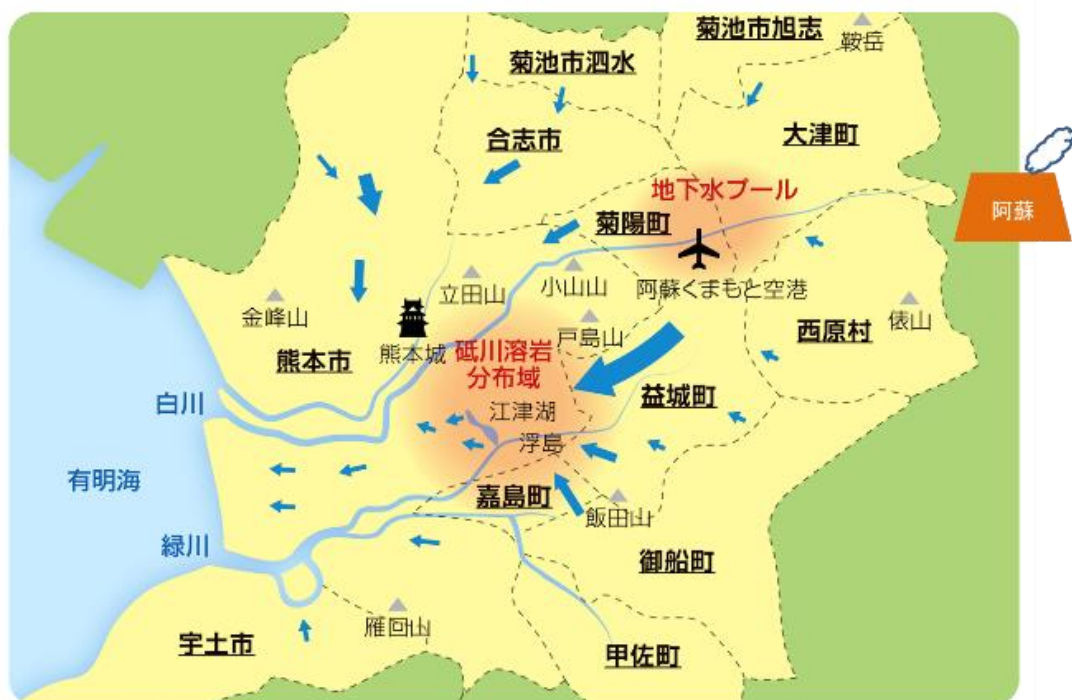 菊池市旭志
鞍岳
菊池市泗水
大津町
合志市
地下水プール
阿蘇
菊陽町
立田山
小山山
阿蘇くまもと空港
金峰山
戸島山
西原村
俵山
熊本市
熊本城
砥川溶岩
分布域
益城町
白川
江津湖
浮島
有明海
嘉島町
飯田山
緑川
御船町
雁回山
宇土市
甲佐町